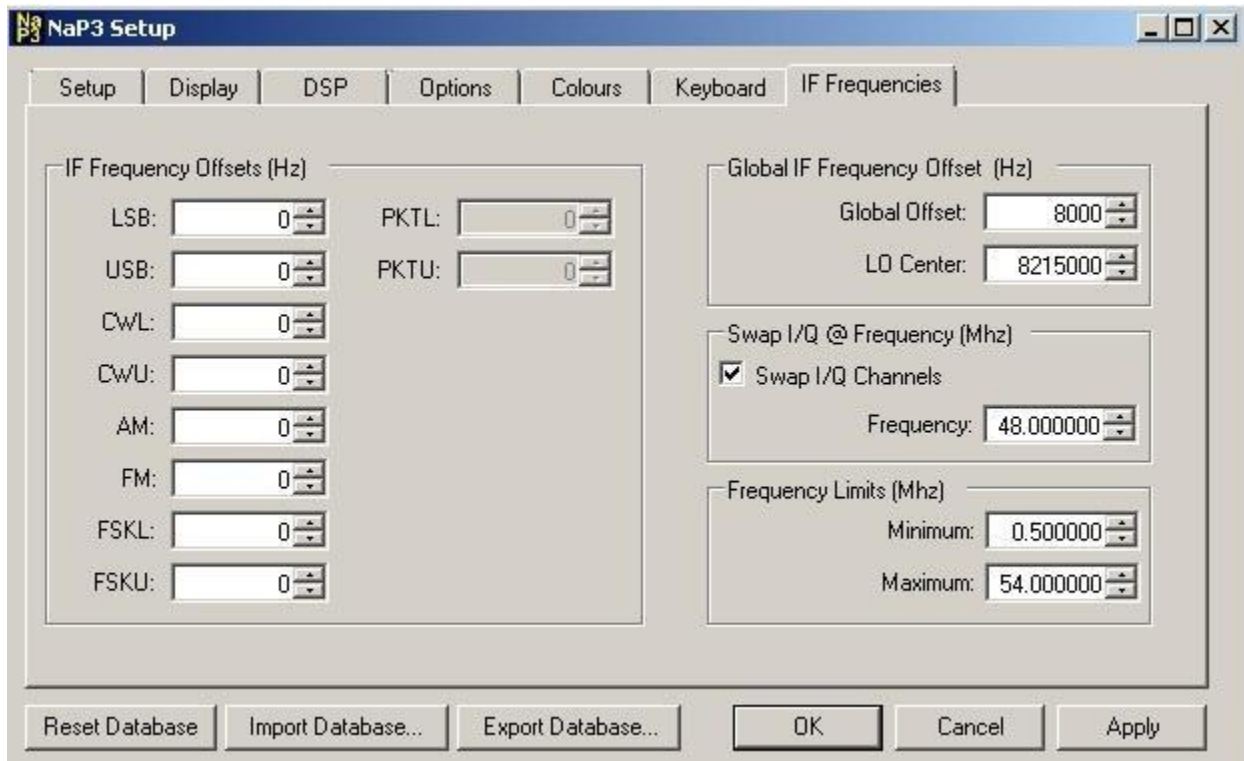 Na P3 NaP3 Setup
Setup Display DSP Options Colours Keyboard IF Frequencies
IF Frequency Offsets (Hz)
LSB: 0 PKTL: 0
USB: 0 PKTU: 0
CWL: 0
CWU: 0
AM: 0
FM: 0
FSKL: 0
FSKU: 0
Global IF Frequency Offset (Hz)
Global Offset: 8000
LO Center: 8215000
Swap I/Q @ Frequency (Mhz)
Swap I/Q Channels
Frequency: 48.000000
Frequency Limits (Mhz)
Minimum: 0.500000
Maximum: 54.000000
Reset Database Import Database... Export Database... OK Cancel Apply